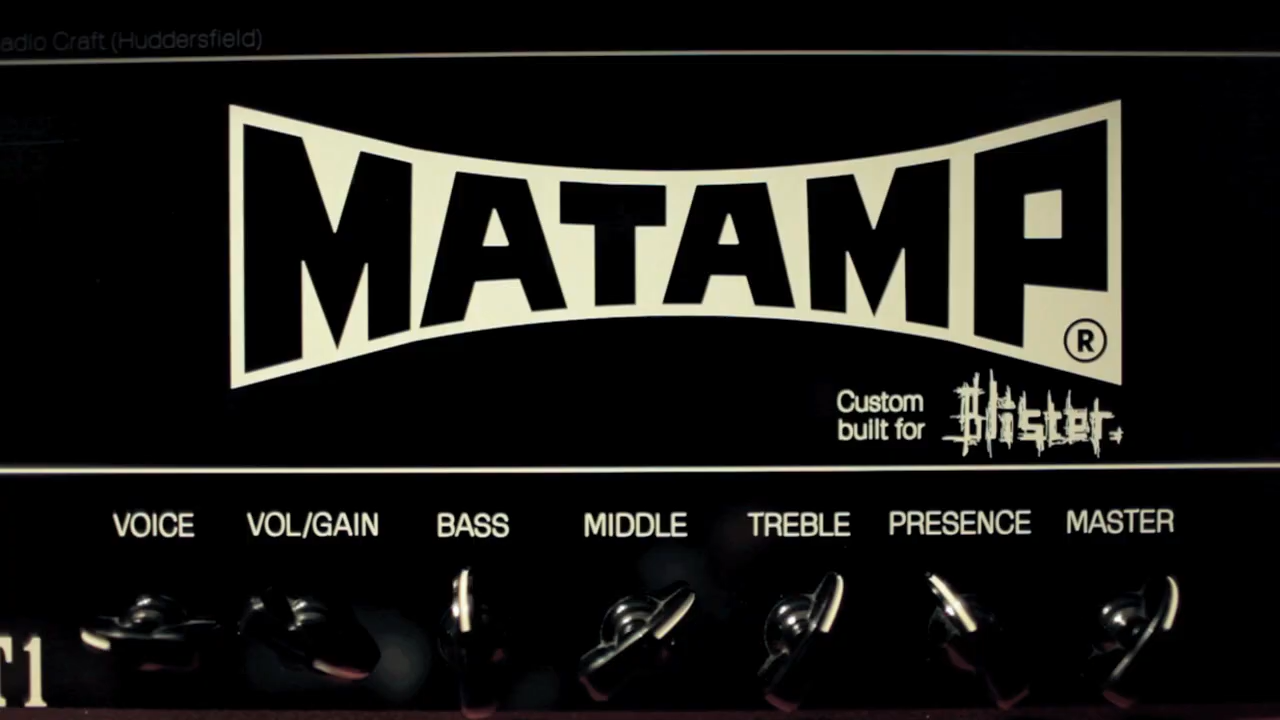 adio Craft (Huddersfield)
MATAMP
®
Custom
built for Blister.
VOICE VOL/GAIN BASS MIDDLE TREBLE PRESENCE MASTER
T1